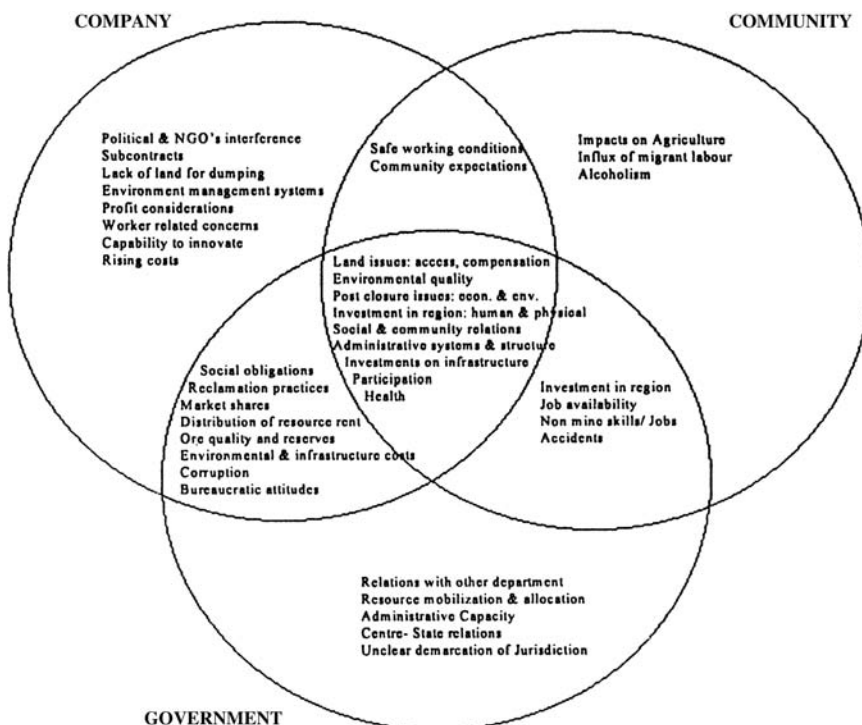 COMPANY
COMMUNITY
Political & NGO's interference
Subcontracts
Lack of land for dumping
Environment management systems
Profit considerations
Worker related concerns
Capability to innovate
Rising costs
Safe working conditions
Community expectations
Impacts on Agriculture
Influx of migrant labour
Alcoholism
Land issues: access, compensation
Environmental quality
Post closure issues: econ. & env.
Investment in region: human & physical
Social & community relations
Administrative systems & structure
Investments on infrastructure
Participation
Health
Social obligations
Reclamation practices
Market shares
Distribution of resource rent
Ore quality and reserves
Environmental & infrastructure costs
Corruption
Bureaucratic attitudes
Investment in region
Job availability
Non mine skills/ Jobs
Accidents
Relations with other department
Resource mobilization & allocation
Administrative Capacity
Centre- State relations
Unclear demarcation of Jurisdiction
GOVERNMENT